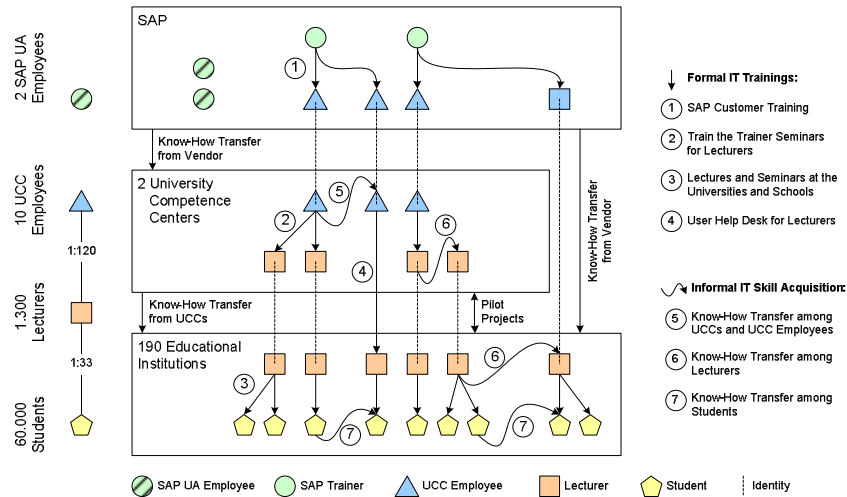 SAP
2 SAP UA
Employees
1
Know-How Transfer
from Vendor
10 UCC
Employees
2 University
Competence
Centers
5
2
6
4
1:120
Know-How Transfer
from Vendor
1.300
Lecturers
Know-How Transfer
from UCCs
Pilot
Projects
1:33
190 Educational
Institutions
6
3
7
7
60.000
Students
Formal IT Trainings:
1 SAP Customer Training
2 Train the Trainer Seminars
for Lecturers
3 Lectures and Seminars at the
Universities and Schools
4 User Help Desk for Lecturers
Informal IT Skill Acquisition:
5 Know-How Transfer among
UCCs and UCC Employees
6 Know-How Transfer among
Lecturers
7 Know-How Transfer among
Students
SAP UA Employee SAP Trainer UCC Employee Lecturer Student Identity